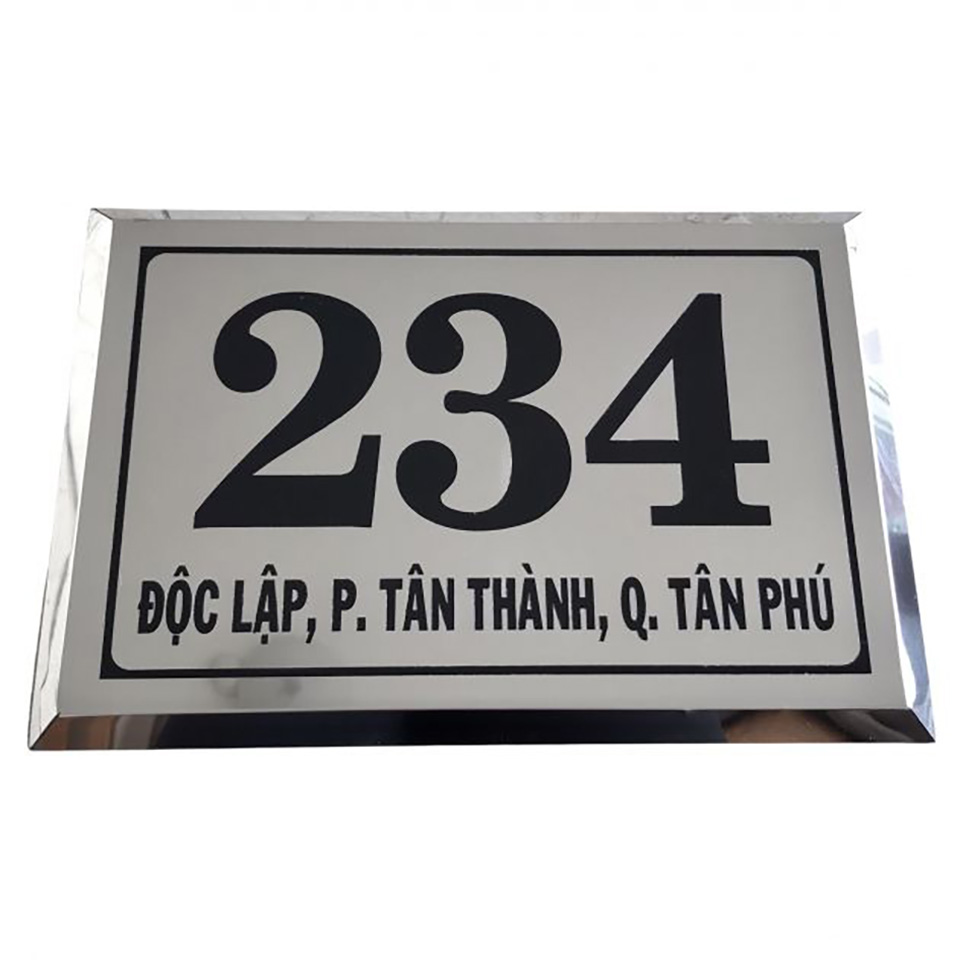 234
ĐỘC LẬP, P. TÂN THÀNH, Q. TÂN PHÚ